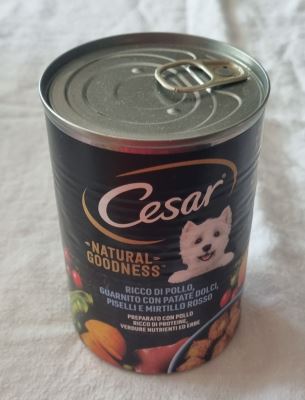 Cesar
NATURAL
GOODNESS™
RICCO DI POLLO,
GUARNITO CON PATATE DOLCI,
PISELLI E MIRTILLO ROSSO
PREPARATO CON POLLO
RICCO DI PROTEINE,
VERDURE NUTRIENTI ED ERBE